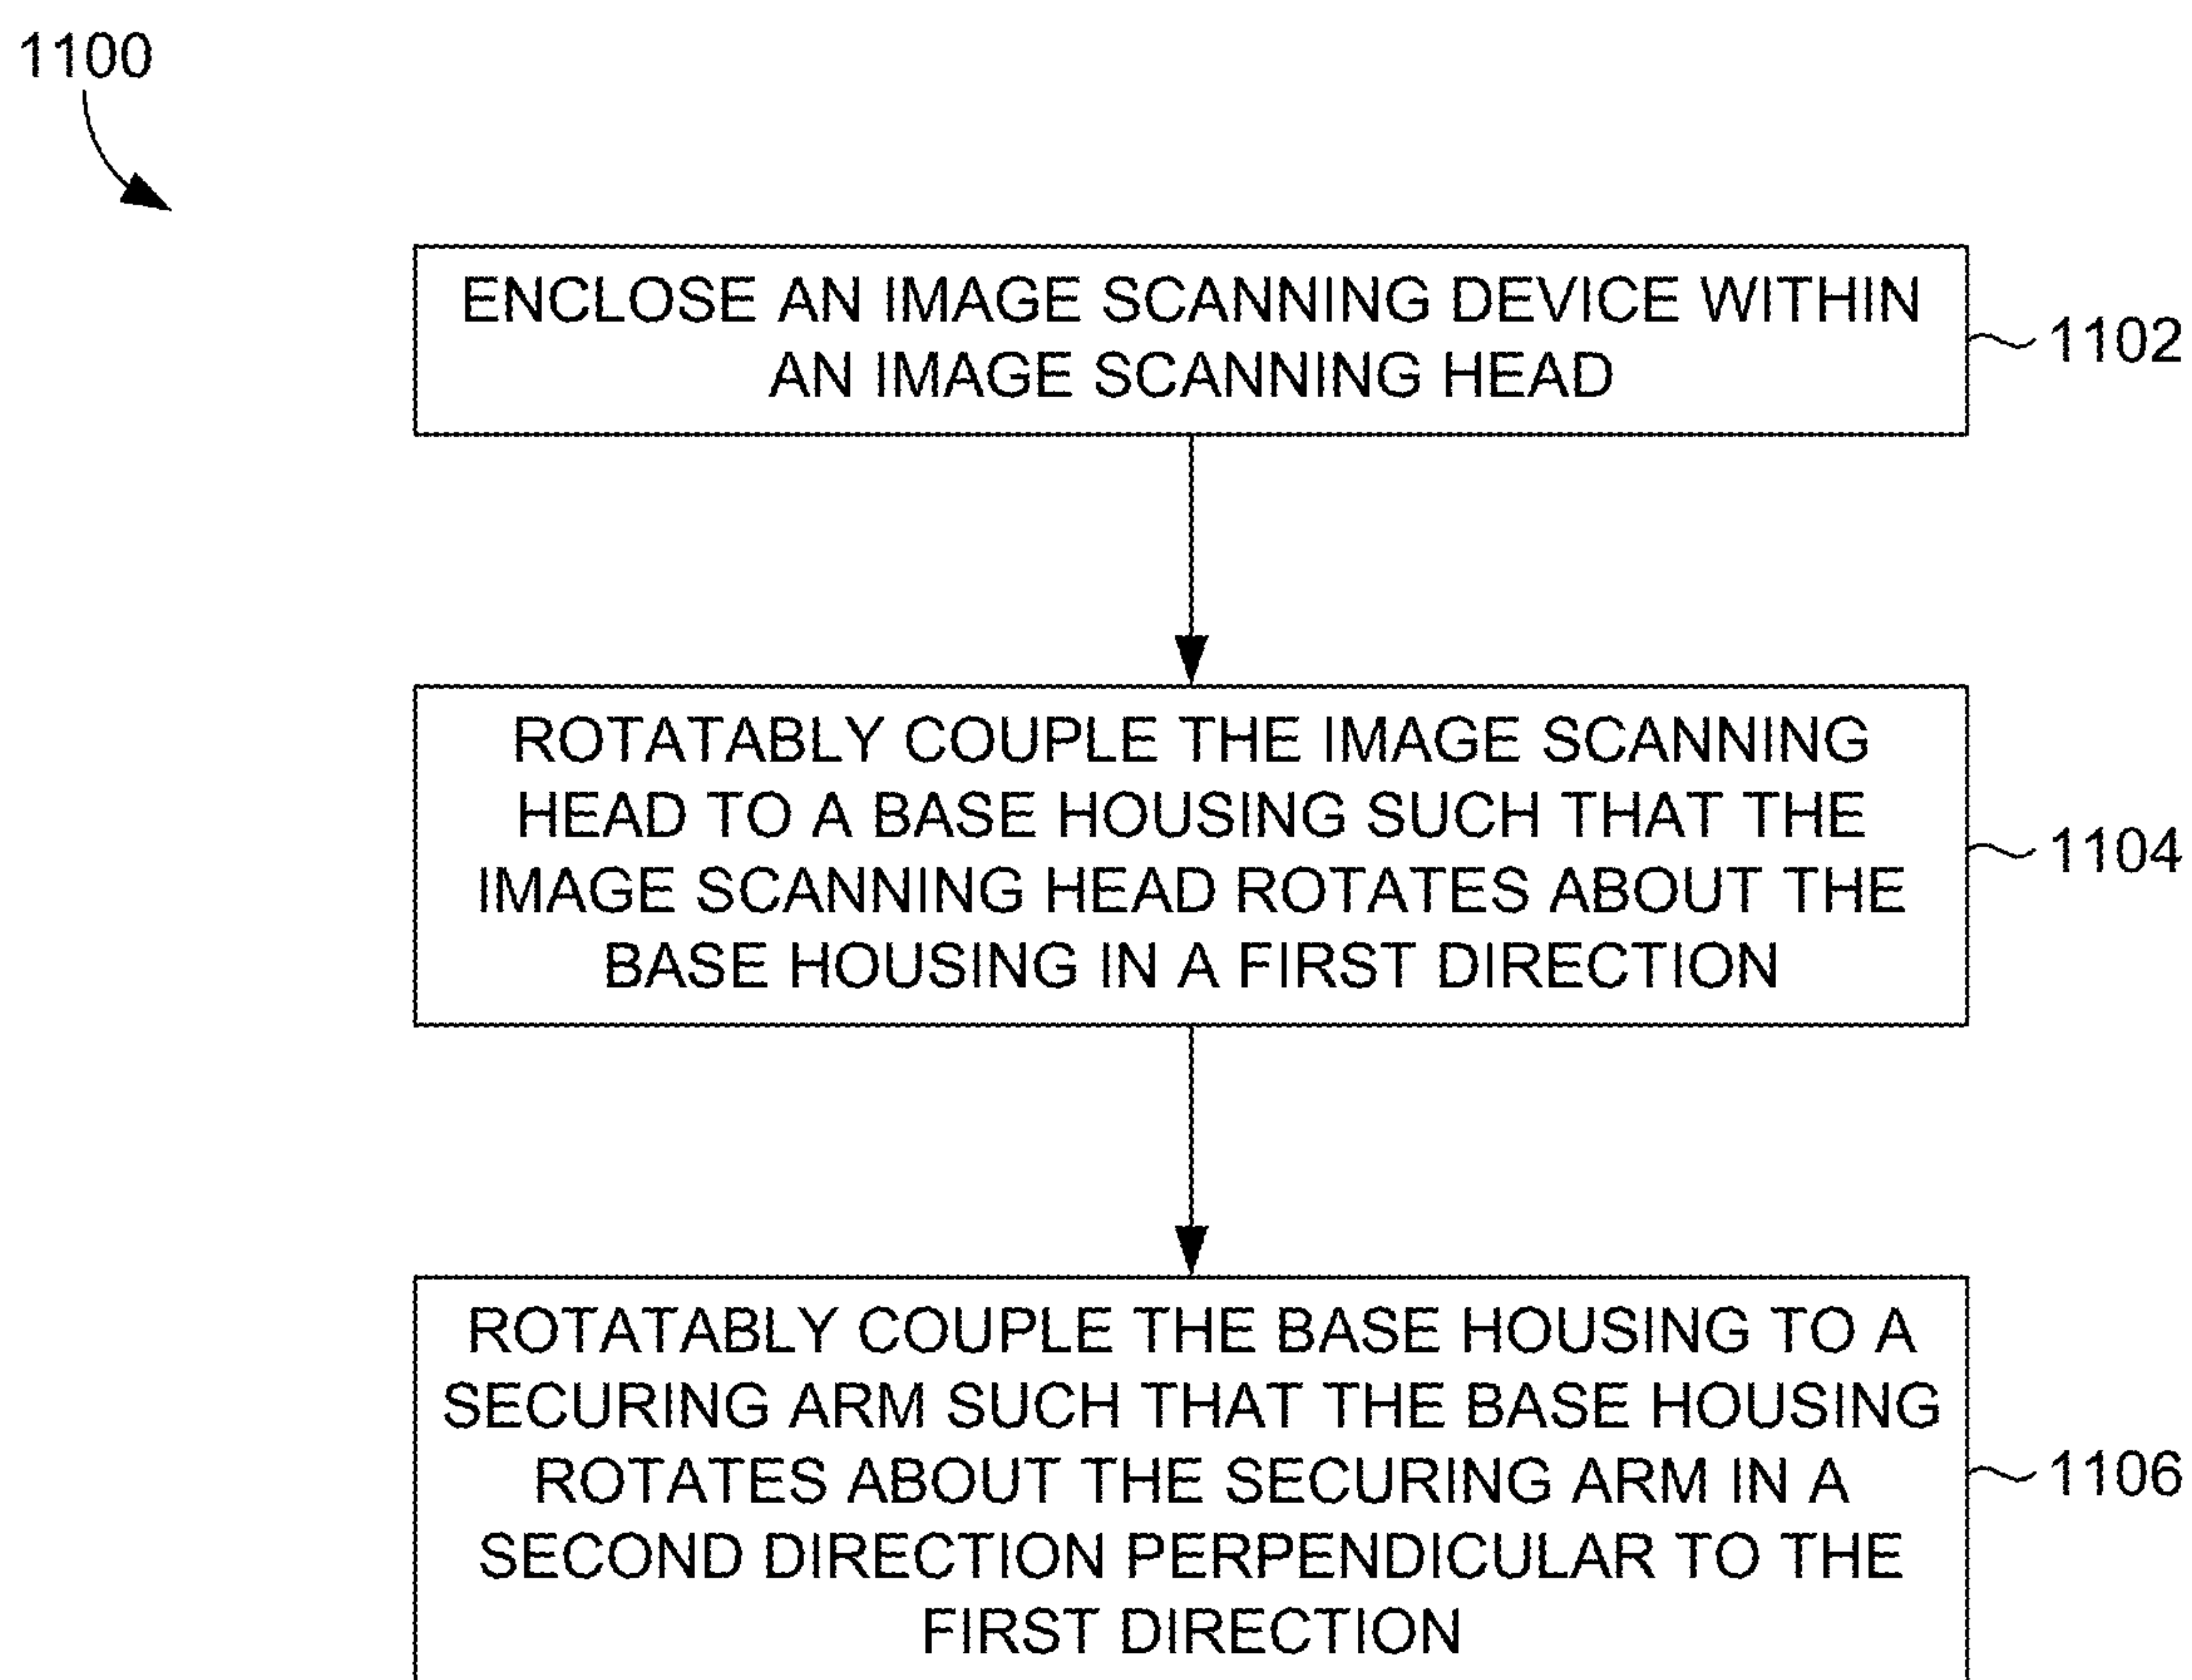 1100
ENCLOSE AN IMAGE SCANNING DEVICE WITHIN
AN IMAGE SCANNING HEAD
1102
ROTATABLY COUPLE THE IMAGE SCANNING
HEAD TO A BASE HOUSING SUCH THAT THE
IMAGE SCANNING HEAD ROTATES ABOUT THE
BASE HOUSING IN A FIRST DIRECTION
1104
ROTATABLY COUPLE THE BASE HOUSING TO A
SECURING ARM SUCH THAT THE BASE HOUSING
ROTATES ABOUT THE SECURING ARM IN A
SECOND DIRECTION PERPENDICULAR TO THE
FIRST DIRECTION
1106